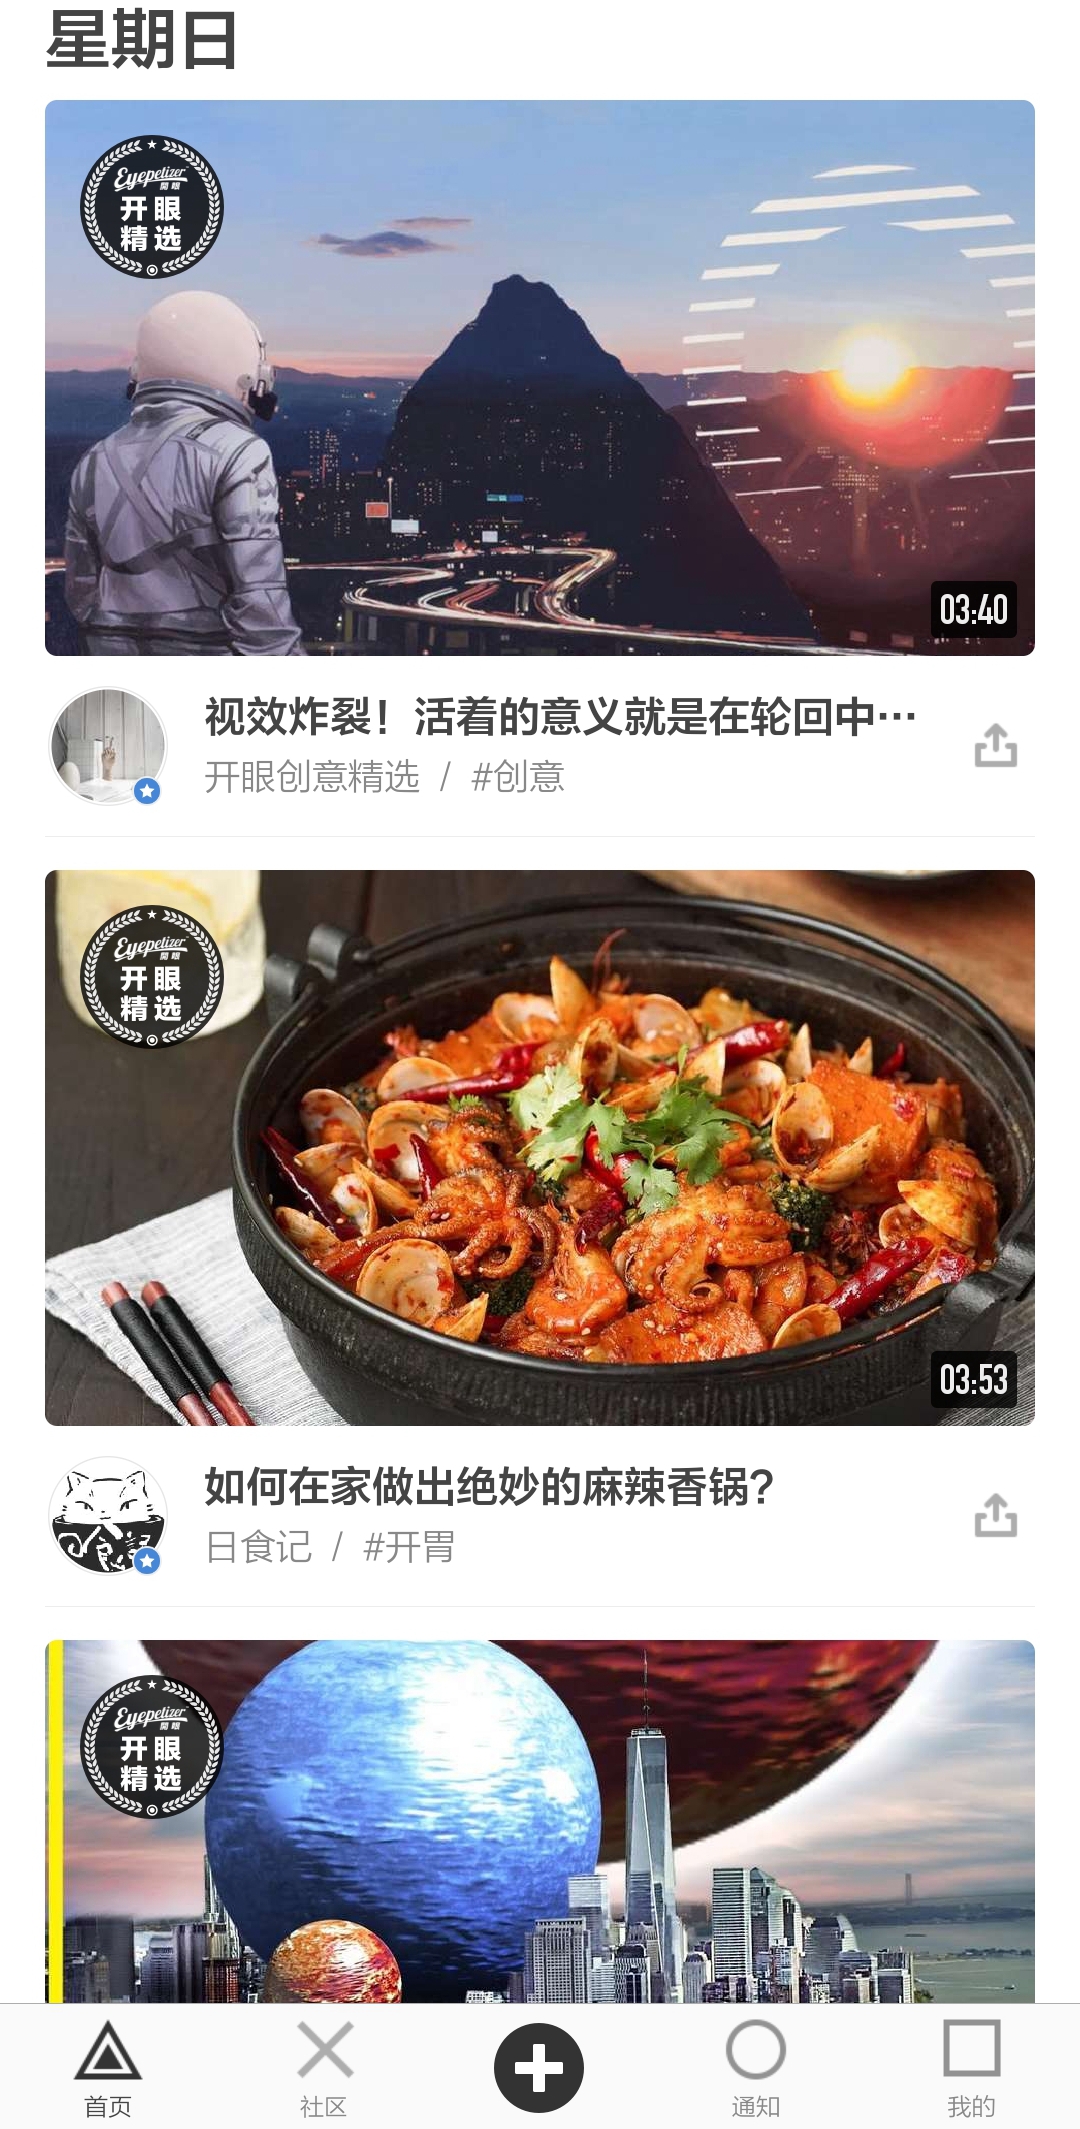 星期日
Eyepetizer
開眼
开眼
精选
03:40
视效炸裂！活着的意义就是在轮回中…
开眼创意精选 / #创意
Eyepetizer
開眼
开眼
精选
03:53
如何在家做出绝妙的麻辣香锅？
日食记 / #开胃
Eyepetizer
開眼
开眼
精选
首页
社区
通知
我的